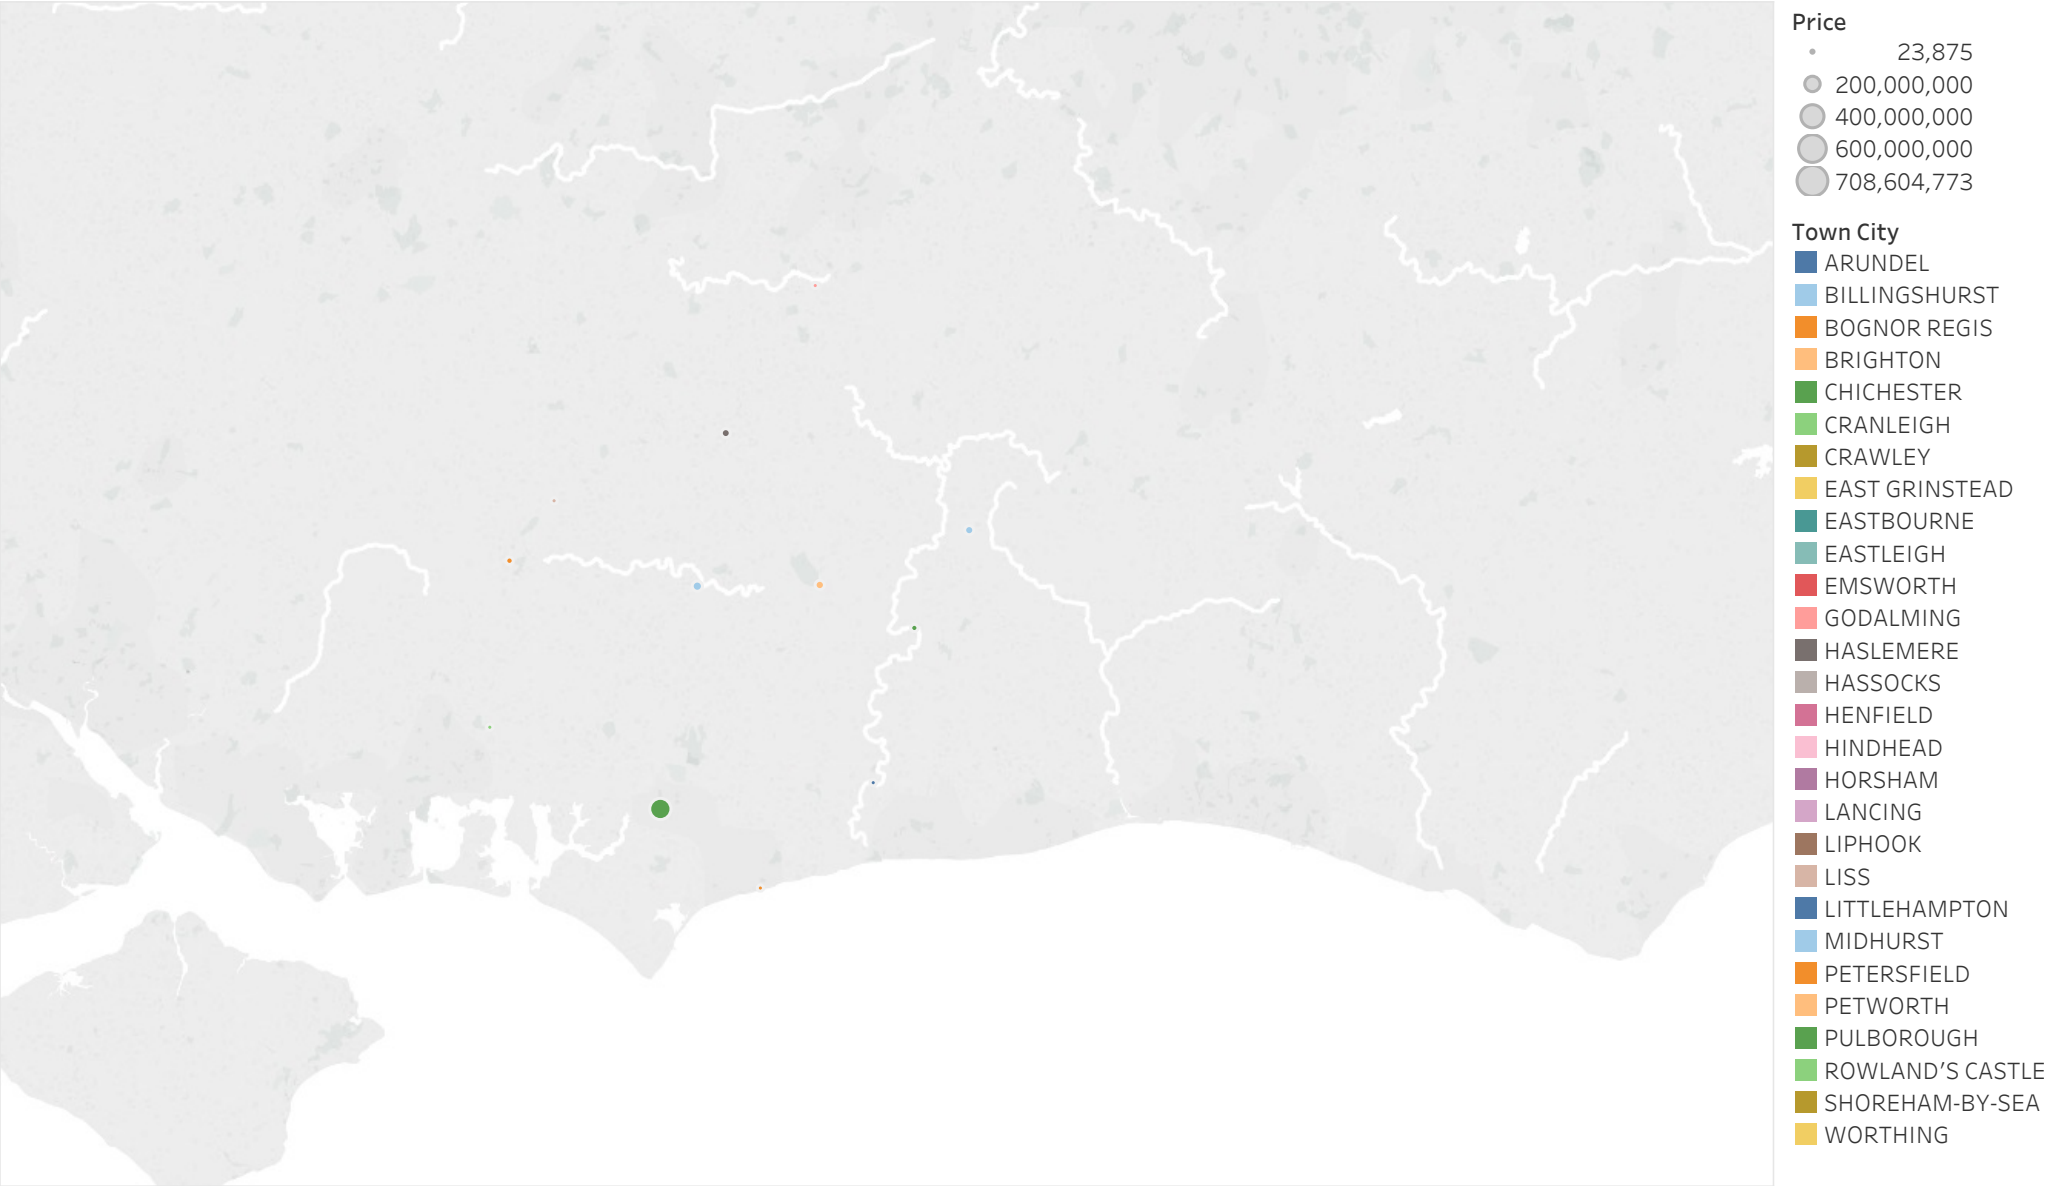 Price
23,875
200,000,000
400,000,000
600,000,000
708,604,773
Town City
ARUNDEL
BILLINGSHURST
BOGNOR REGIS
BRIGHTON
CHICHESTER
CRANLEIGH
CRAWLEY
EAST GRINSTEAD
EASTBOURNE
EASTLEIGH
EMSWORTH
GODALMING
HASLEMERE
HASSOCKS
HENFIELD
HINDHEAD
HORSHAM
LANCING
LIPHOOK
LISS
LITTLEHAMPTON
MIDHURST
PETERSFIELD
PETWORTH
PULBOROUGH
ROWLAND'S CASTLE
SHOREHAM-BY-SEA
WORTHING